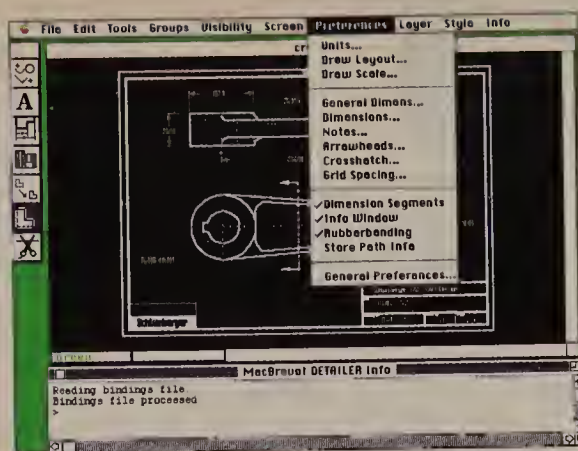 File Edit Tools Groups Visibility Screen Preferences Layer Style Info
Units...
Draw Layout...
Draw Scale...
General Dimens...
Dimensions...
Notes...
Arrowheads...
Crosshatch...
Grid Spacing...
✓Dimension Segments
✓Info Window
✓Rubberbanding
Store Path Info
General Preferences...
A
Schlumberger
green
MacBravo! DETAILER Info
Reading bindings file
Bindings file processed
>